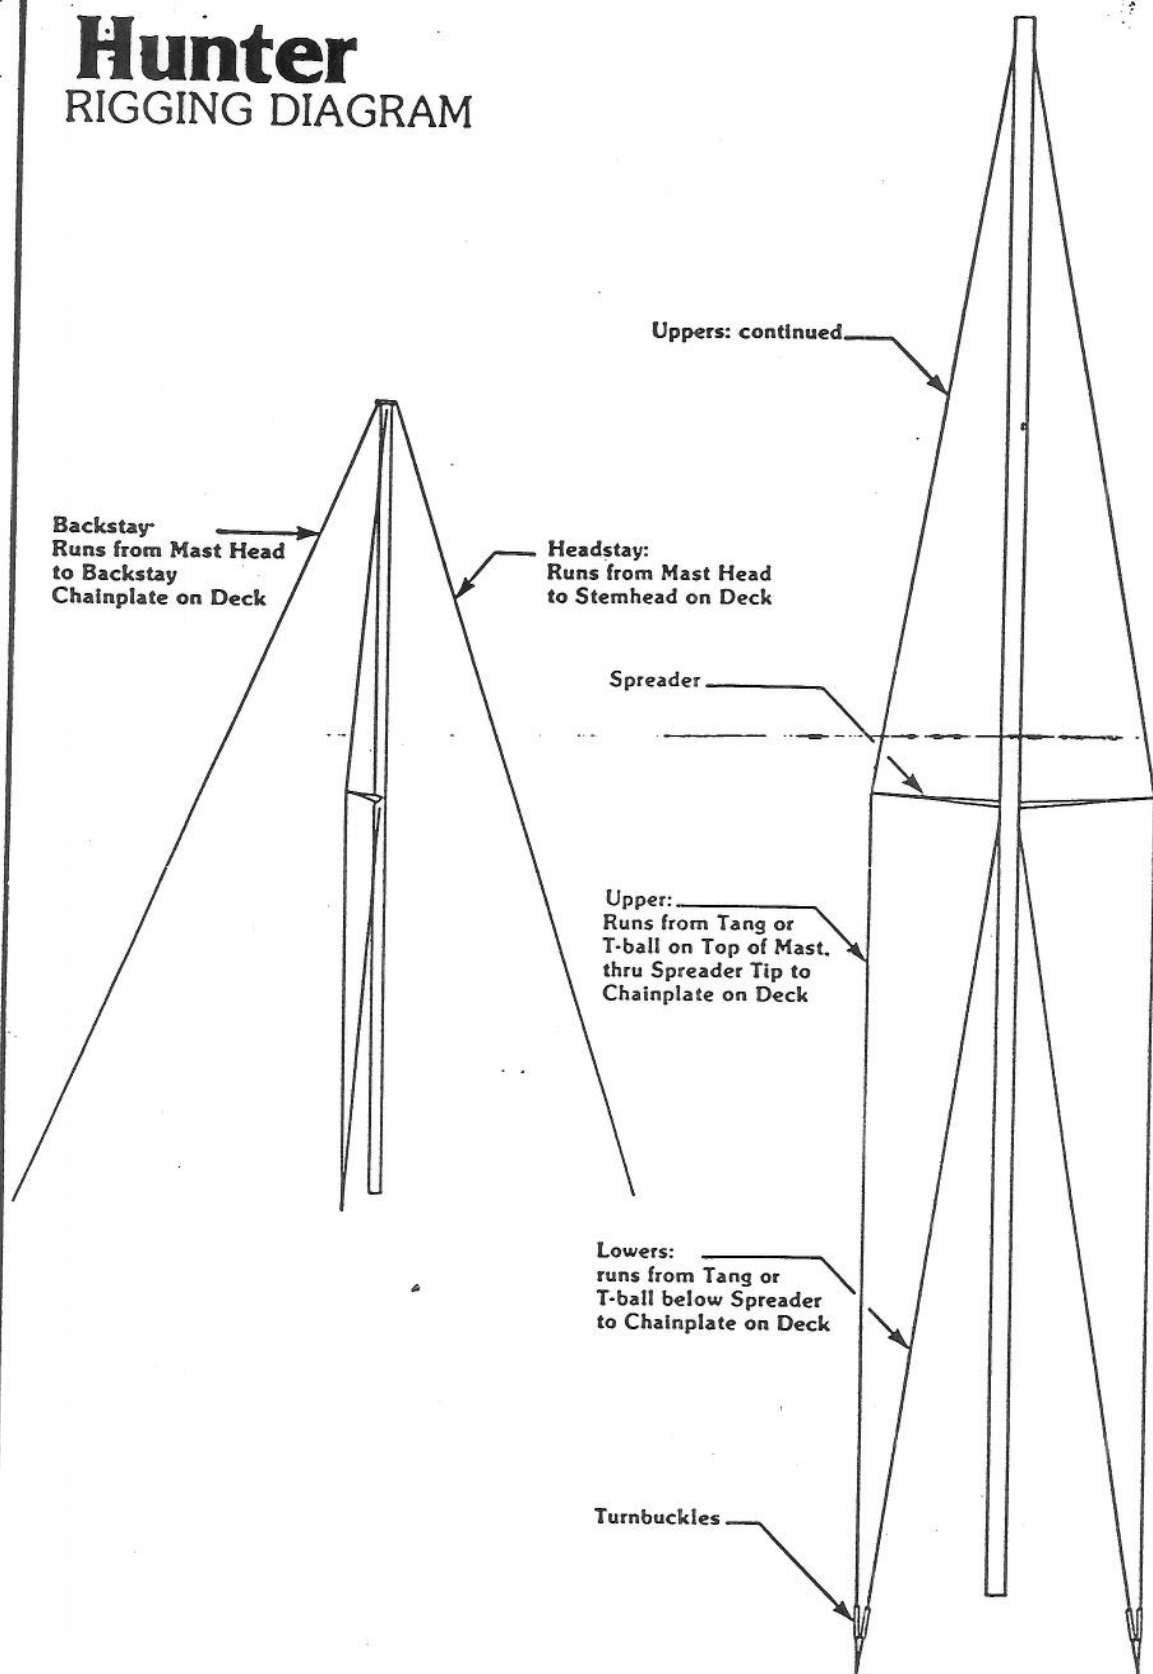 Hunter
RIGGING DIAGRAM
Uppers: continued
Backstay
Runs from Mast Head
to Backstay
Chainplate on Deck
Headstay:
Runs from Mast Head
to Stemhead on Deck
Spreader
Upper:
Runs from Tang or
T-ball on Top of Mast.
thru Spreader Tip to
Chainplate on Deck
Lowers:
runs from Tang or
T-ball below Spreader
to Chainplate on Deck
Turnbuckles